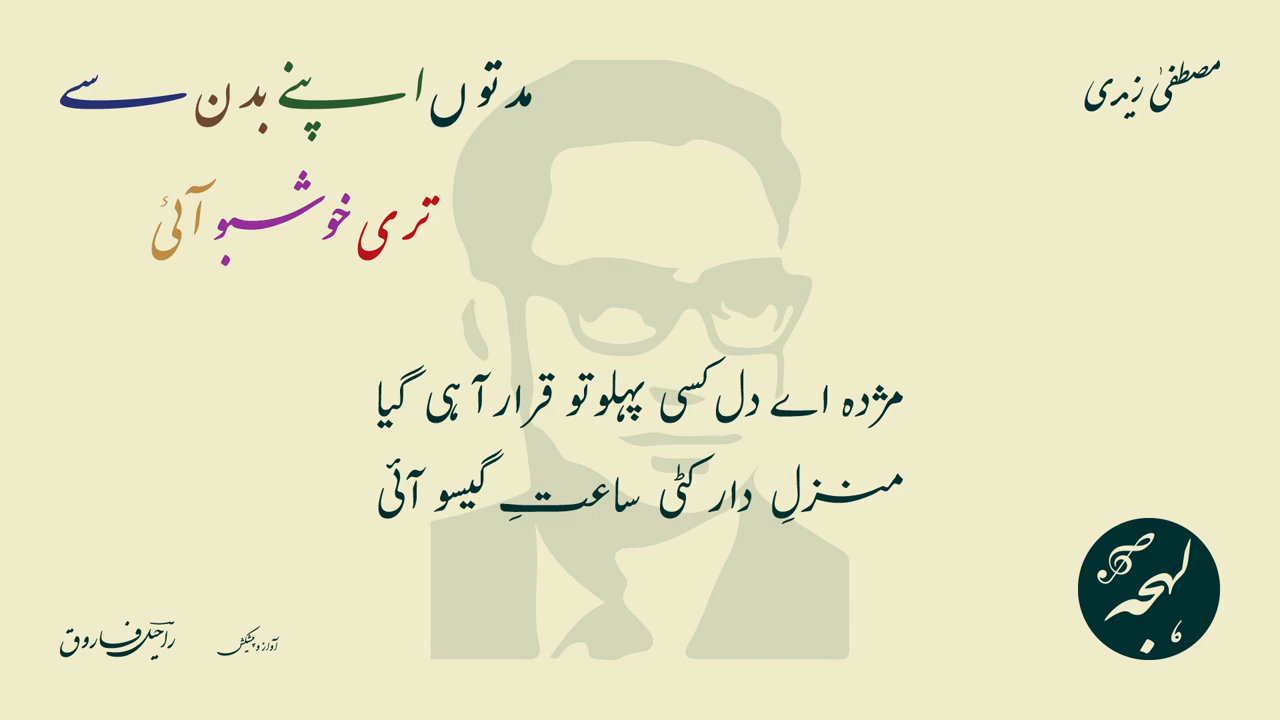 مصطفیٰ زیدی
مدتوں اپنے بدن سے
تری خوشبو آئی
مژدہ اے دل کسی پہلو تو قرار آ ہی گیا
منزلِ دار کٹی ساعتِ گیسو آئی
لہجہ
آواز و پیشکش
راحیلؔ فاروق